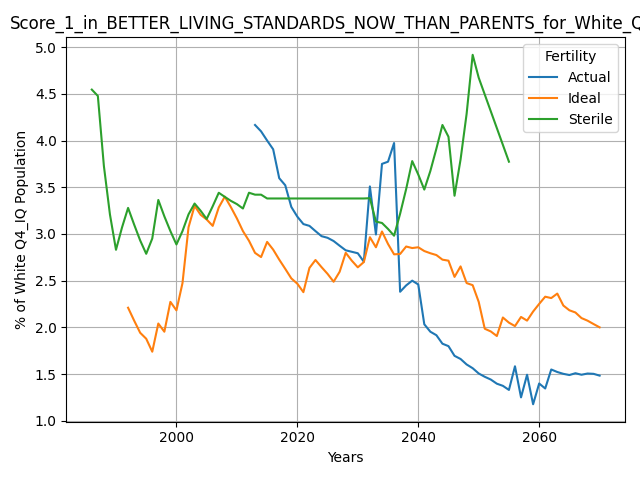 Score_1_in_BETTER_LIVING_STANDARDS_NOW_THAN_PARENTS_for_White_Q
Fertility
Actual
Ideal
Sterile
% of White Q4_IQ Population
5.0
4.5
4.0
3.5
3.0
2.5
2.0
1.5
1.0
2000 2020 2040 2060
Years